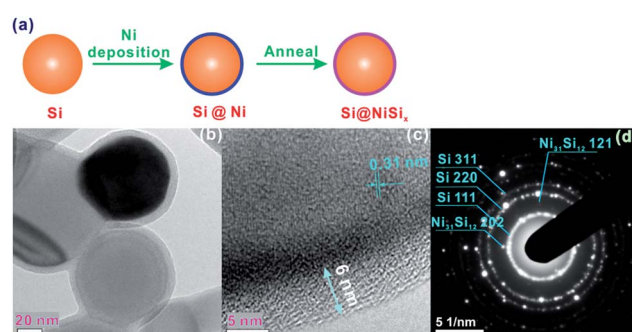 (a)
Ni
deposition
Anneal
Si
Si @ Ni
Si@NiSiₓ
(b)
20 nm
(c)
0.31 nm
6 nm
5 nm
(d)
Ni₃₁Si₁₂ 121
Si 311
Si 220
Si 111
Ni₃₁Si₁₂ 202
5 1/nm